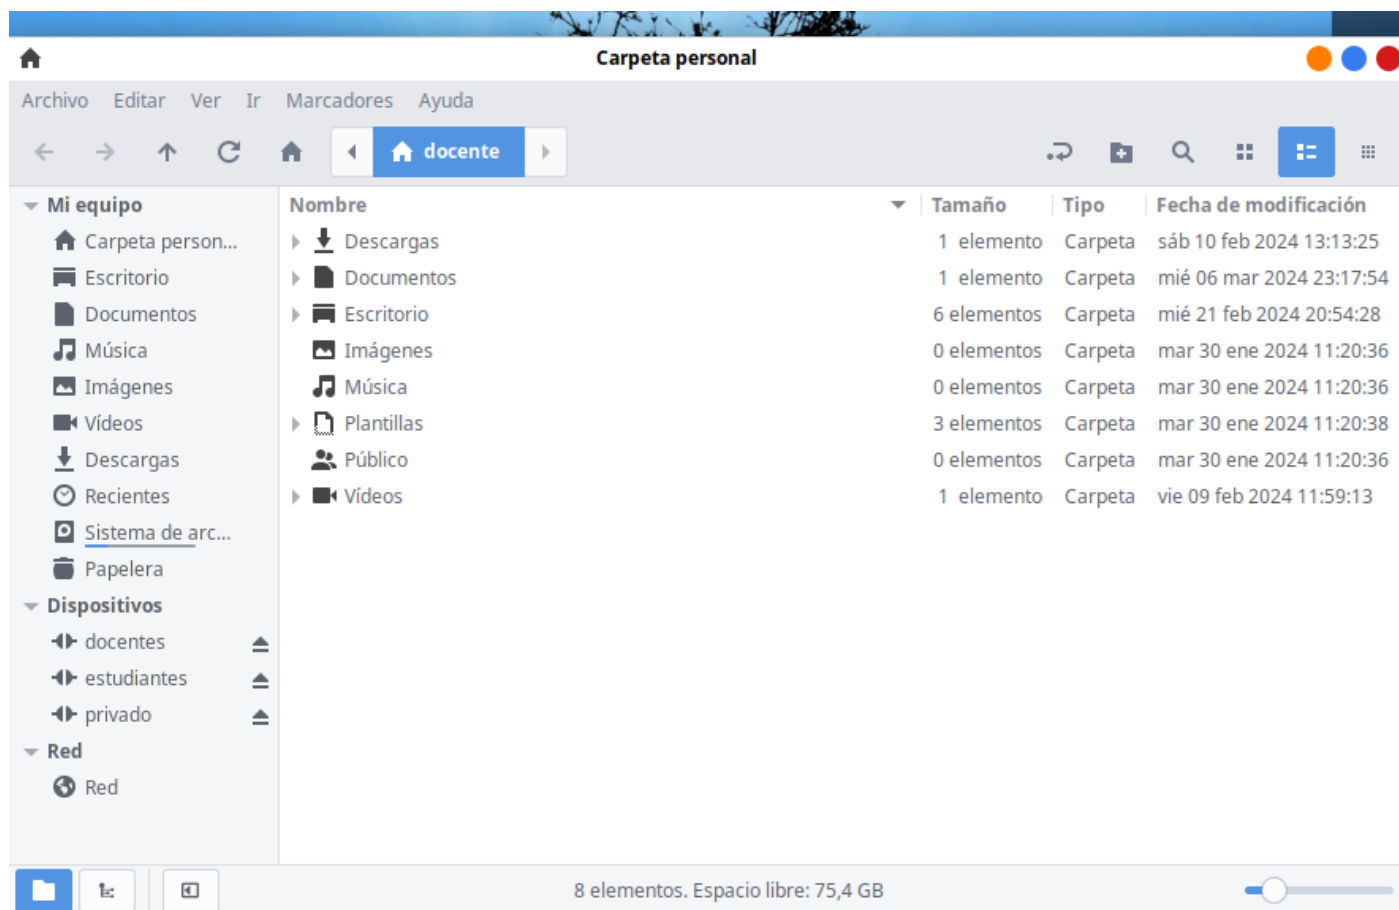 Carpeta personal
Archivo Editar Ver Ir Marcadores Ayuda
docente
Mi equipo
Carpeta person...
Escritorio
Documentos
Música
Imágenes
Vídeos
Descargas
Recientes
Sistema de arc...
Papelera
Dispositivos
docentes
estudiantes
privado
Red
Red
Nombre Tamaño Tipo Fecha de modificación
Descargas 1 elemento Carpeta sáb 10 feb 2024 13:13:25
Documentos 1 elemento Carpeta mié 06 mar 2024 23:17:54
Escritorio 6 elementos Carpeta mié 21 feb 2024 20:54:28
Imágenes 0 elementos Carpeta mar 30 ene 2024 11:20:36
Música 0 elementos Carpeta mar 30 ene 2024 11:20:36
Plantillas 3 elementos Carpeta mar 30 ene 2024 11:20:38
Público 0 elementos Carpeta mar 30 ene 2024 11:20:36
Vídeos 1 elemento Carpeta vie 09 feb 2024 11:59:13
8 elementos. Espacio libre: 75,4 GB